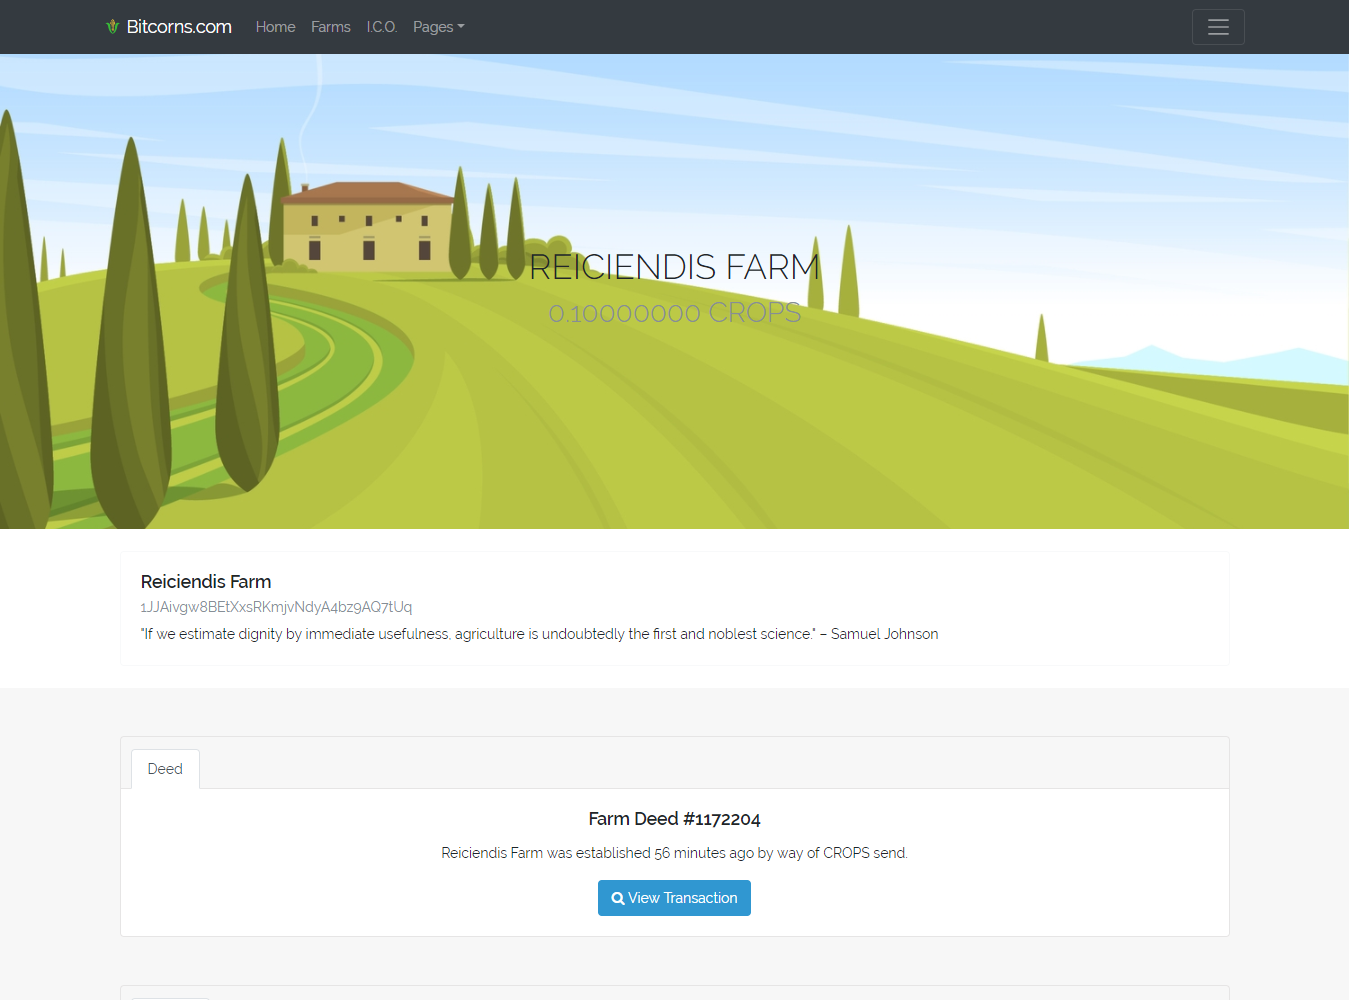 Bitcorns.com Home Farms I.C.O. Pages
REICIENDIS FARM
0.10000000 CROPS
Reiciendis Farm
1JJAivgw8BEtXxsRKmjvNdyA4bz9AQ7tUq
"If we estimate dignity by immediate usefulness, agriculture is undoubtedly the first and noblest science." – Samuel Johnson
Deed
Farm Deed #1172204
Reiciendis Farm was established 56 minutes ago by way of CROPS send.
View Transaction